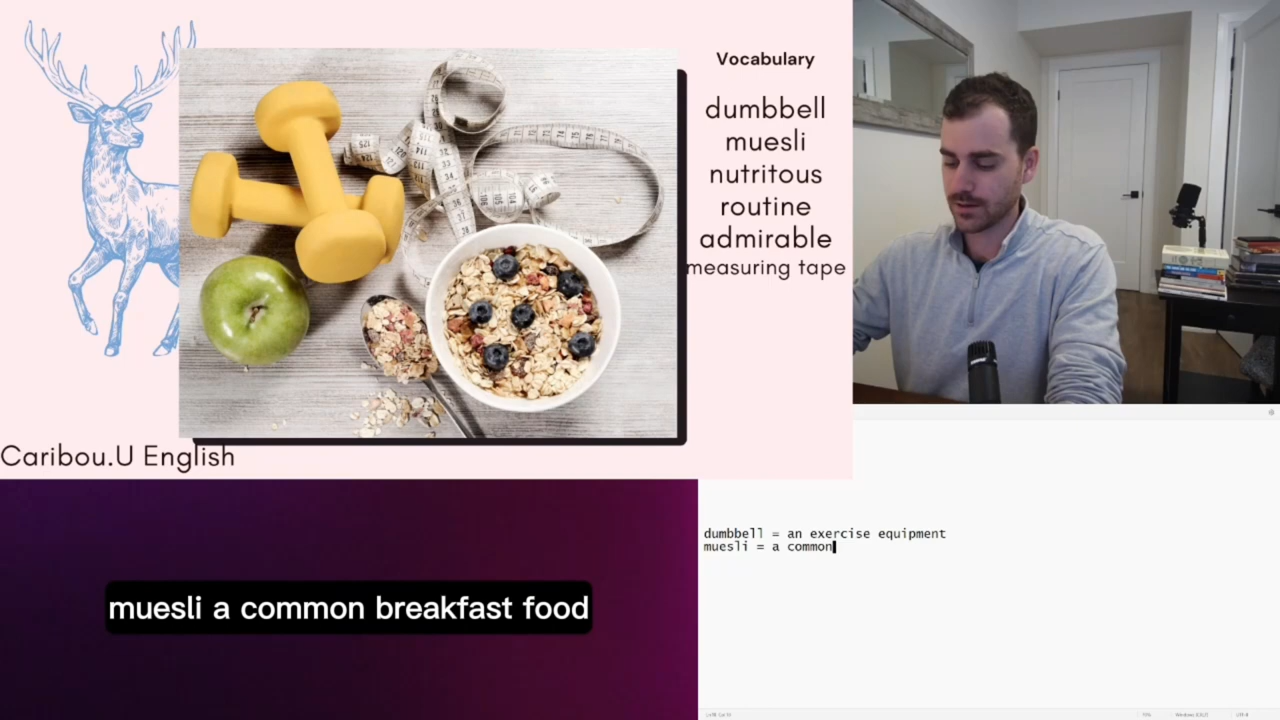 Vocabulary
dumbbell
muesli
nutritous
routine
admirable
measuring tape
Caribou.U English
dumbbell = an exercise equipment
muesli = a common
muesli a common breakfast food